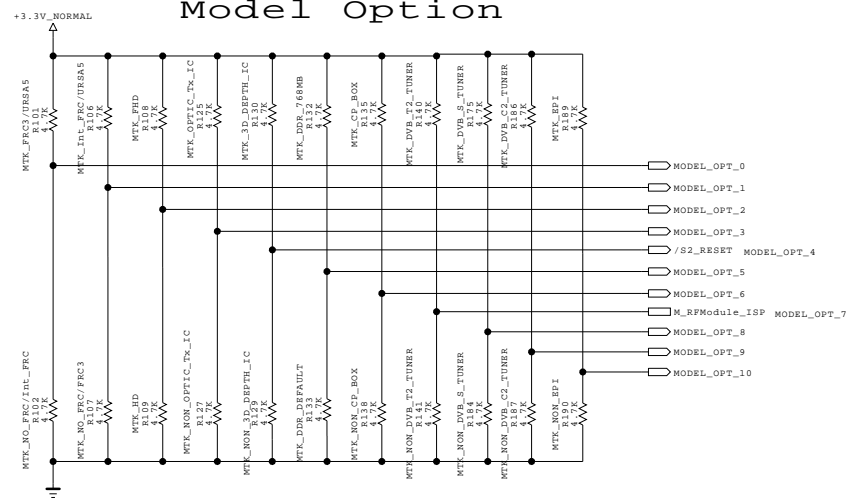 Model Option
+3.3V_NORMAL
MTK_FRC3/URSA5
R101
4.7K
MTK_Int_FRC/URSA5
R106
4.7K
MTK_FHD
R108
4.7K
MTK_OPTIC_Tx_IC
R125
4.7K
MTK_3D_DEPTH_IC
R130
4.7K
MTK_DDR_768MB
R132
4.7K
MTK_CP_BOX
R135
4.7K
MTK_DVB_T2_TUNER
R140
4.7K
MTK_DVB_S_TUNER
R175
4.7K
MTK_DVB_C2_TUNER
R186
4.7K
MTK_EPI
R189
4.7K
MODEL_OPT_0
MODEL_OPT_1
MODEL_OPT_2
MODEL_OPT_3
/S2_RESET MODEL_OPT_4
MODEL_OPT_5
MODEL_OPT_6
M_RFModule_ISP MODEL_OPT_7
MODEL_OPT_8
MODEL_OPT_9
MODEL_OPT_10
MTK_NO_FRC/Int_FRC
R102
4.7K
MTK_NO_FRC/FRC3
R107
4.7K
MTK_HD
R109
4.7K
MTK_NON_OPTIC_Tx_IC
R127
4.7K
MTK_NON_3D_DEPTH_IC
R129
4.7K
MTK_DDR_DEFAULT
R133
4.7K
MTK_NON_CP_BOX
R138
4.7K
MTK_NON_DVB_T2_TUNER
R141
4.7K
MTK_NON_DVB_S_TUNER
R184
4.7K
MTK_NON_DVB_C2_TUNER
R187
4.7K
MTK_NON_EPI
R190
4.7K